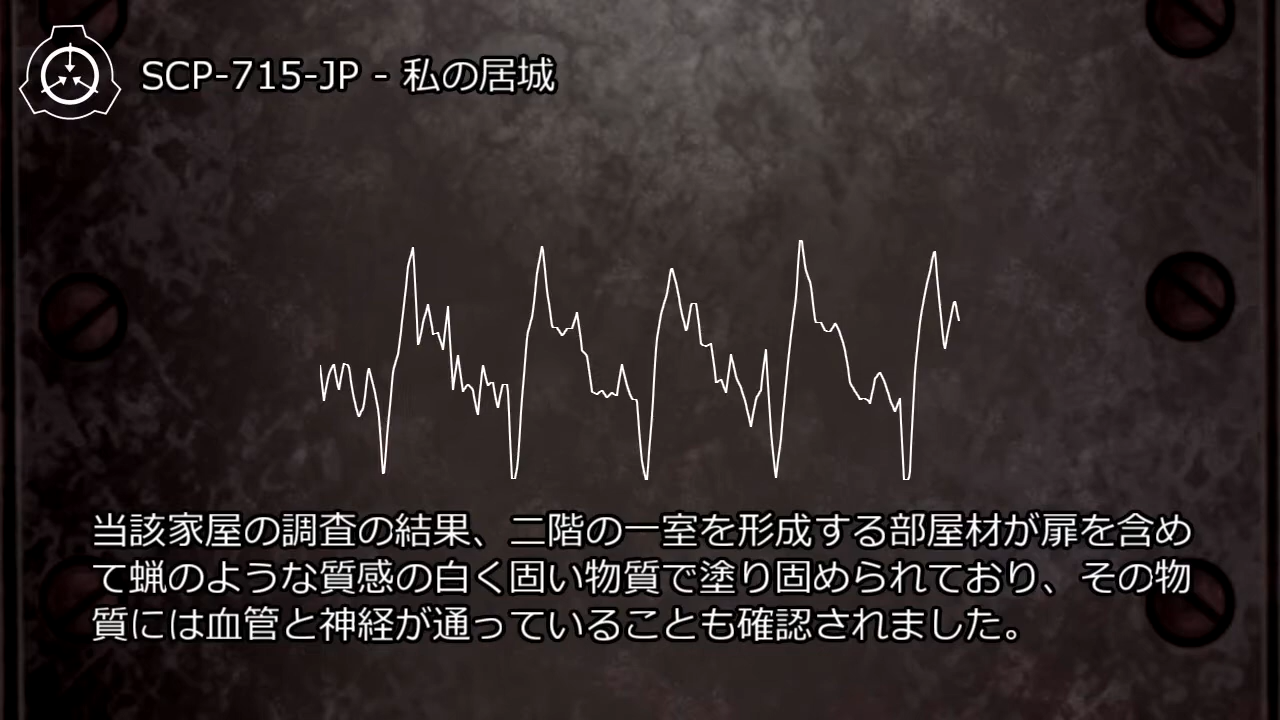 SCP-715-JP - 私の居城
当該家屋の調査の結果、二階の一室を形成する部屋材が扉を含め
て蝋のような質感の白く固い物質で塗り固められており、その物
質には血管と神経が通っていることも確認されました。